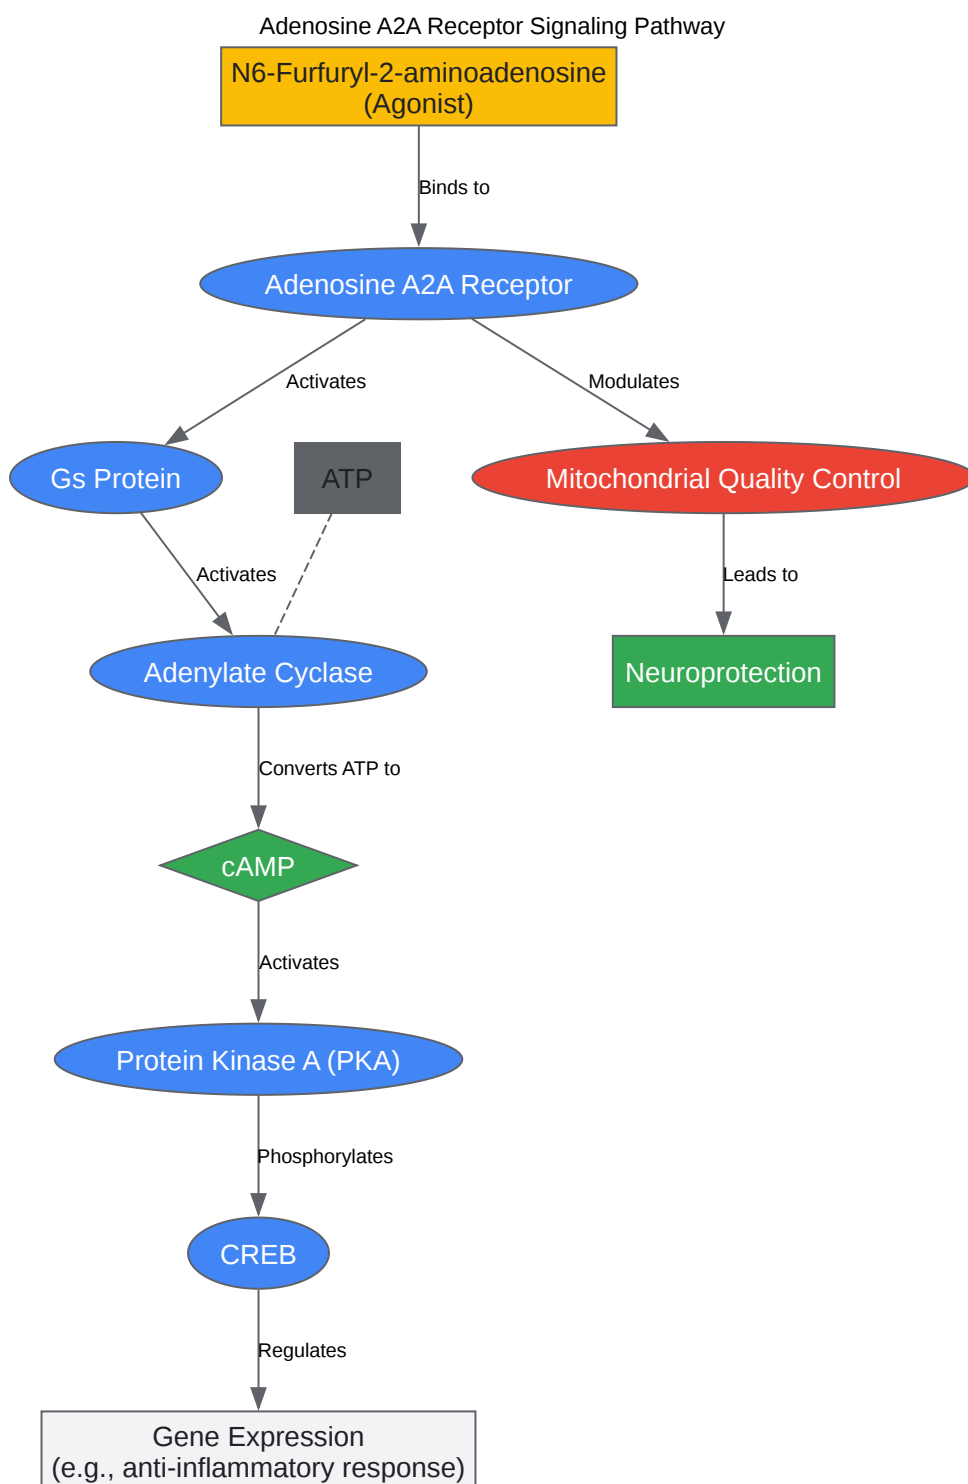 Adenosine A2A Receptor Signaling Pathway
N6-Furfuryl-2-aminoadenosine
(Agonist)
Binds to
Adenosine A2A Receptor
Activates
Modulates
Gs Protein
ATP
Mitochondrial Quality Control
Activates
Leads to
Adenylate Cyclase
Neuroprotection
Converts ATP to
cAMP
Activates
Protein Kinase A (PKA)
Phosphorylates
CREB
Regulates
Gene Expression
(e.g., anti-inflammatory response)